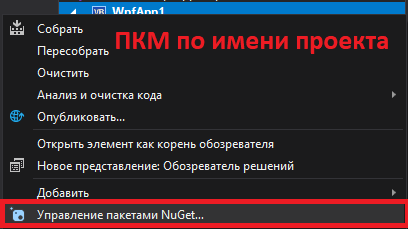 VB WpfApp1
Собрать
ПКМ по имени проекта
Пересобрать
Очистить
Анализ и очистка кода
Опубликовать...
Открыть элемент как корень обозревателя
Новое представление: Обозреватель решений
Добавить
Управление пакетами NuGet...